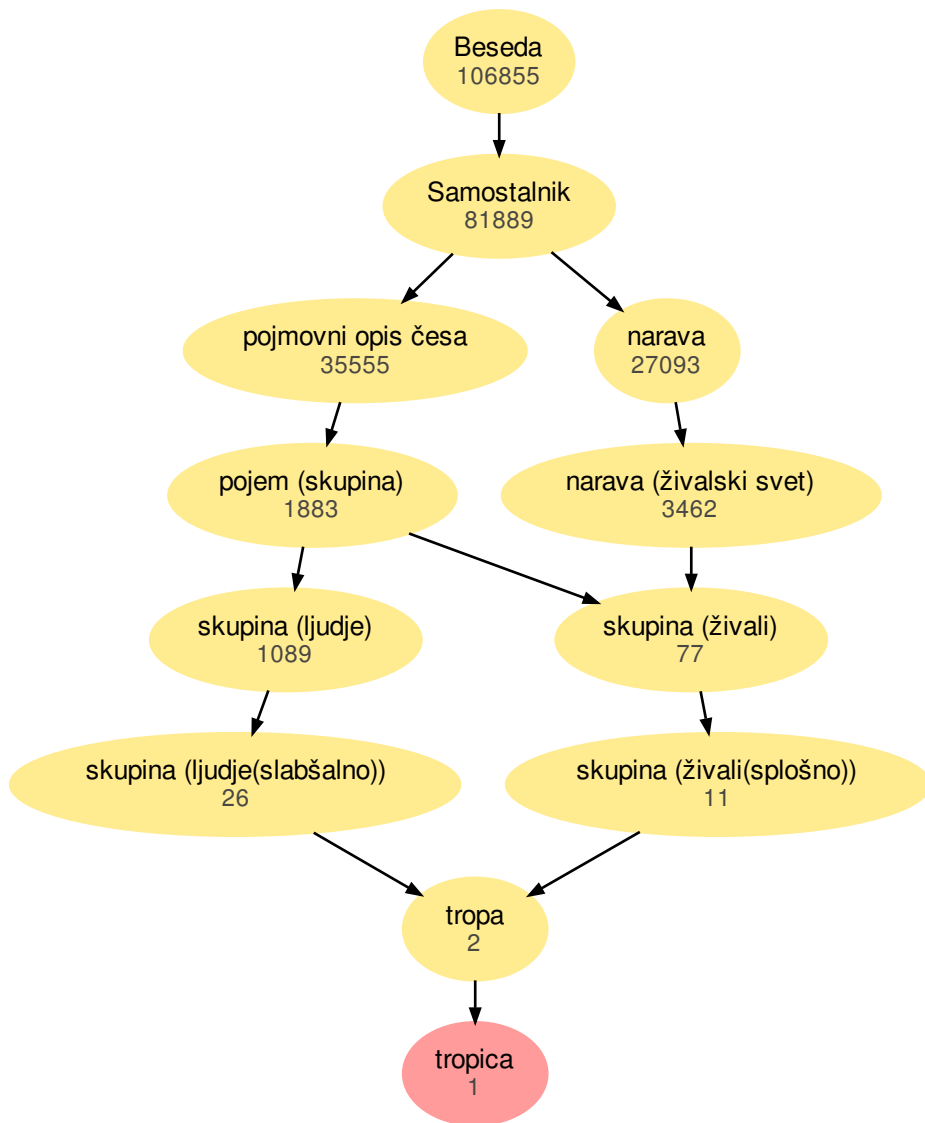 Beseda
106855
Samostalnik
81889
pojmovni opis česa
35555
narava
27093
pojem (skupina)
1883
narava (živalski svet)
3462
skupina (ljudje)
1089
skupina (živali)
77
skupina (ljudje(slabšalno))
26
skupina (živali(splošno))
11
tropa
2
tropica
1